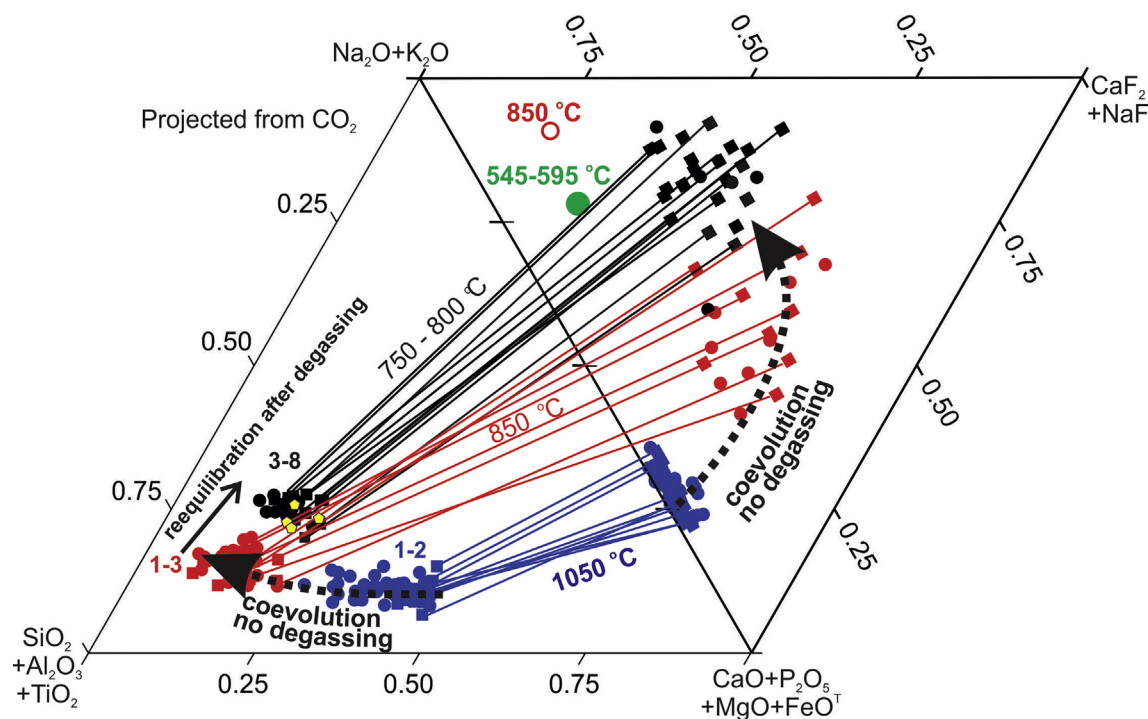 0.75
0.50
0.25
Na₂O+K₂O
CaF₂
+NaF
Projected from CO₂
850 °C
545-595 °C
0.25
0.75
0.50
750 - 800 °C
reequilibration after degassing
850 °C
0.50
coevolution
no degassing
3-8
0.75
0.25
1-3
1-2
1050 °C
coevolution
no degassing
SiO₂
+Al₂O₃
+TiO₂
0.25
0.50
0.75
CaO+P₂O₅
+MgO+FeOᵀ